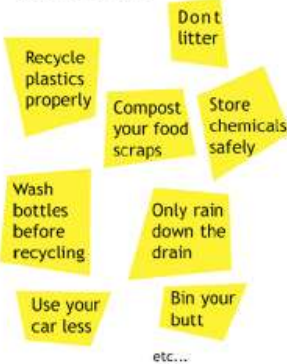 Dont
litter
Recycle
plastics
properly
Compost
your food
scraps
Store
chemicals
safely
Wash
bottles
before
recycling
Only rain
down the
drain
Use your
car less
Bin your
butt
etc...